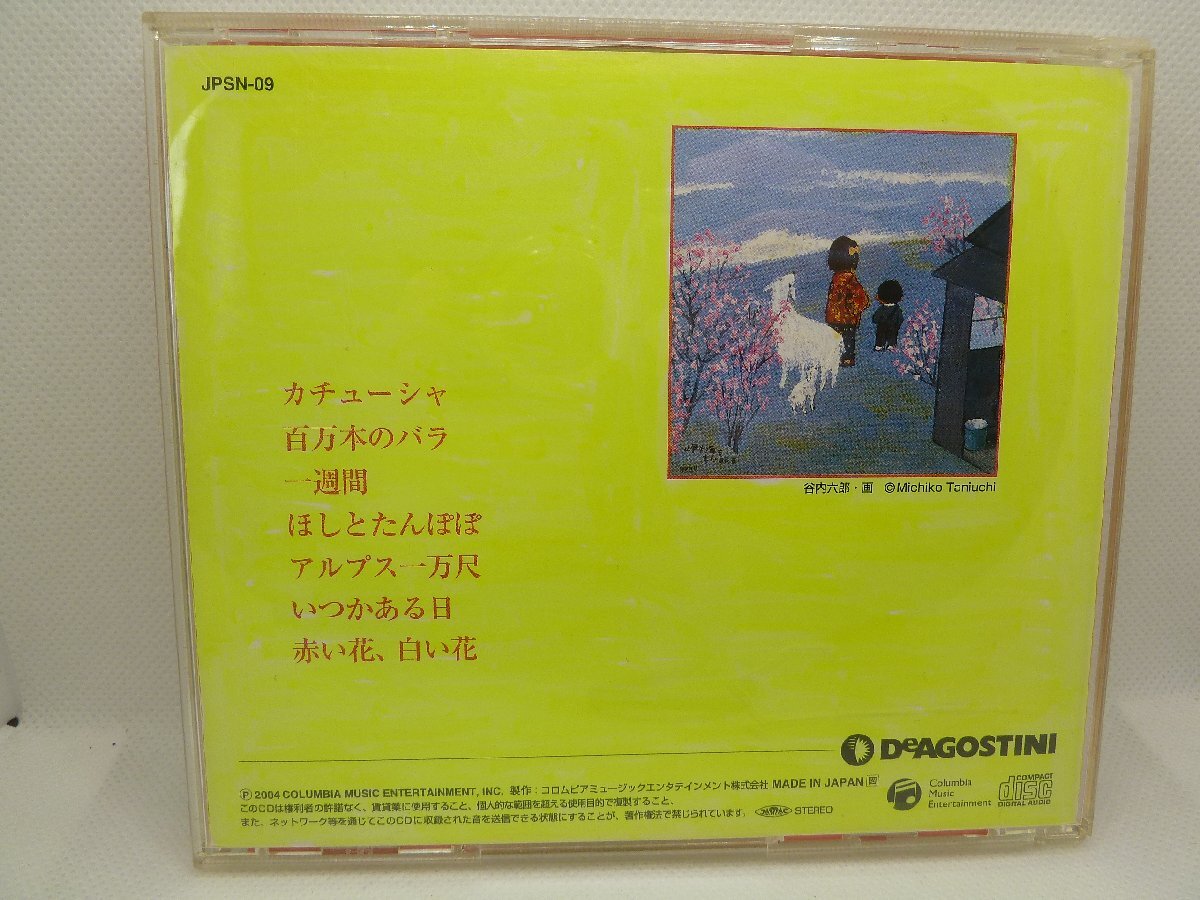 JPSN-09
谷内六郎・画 ©Michiko Taniuchi
カチューシャ
百万本のバラ
一週間
ほしとたんぽぽ
アルプス一万尺
いつかある日
赤い花、白い花
DeAGOSTINI
Ⓟ 2004 COLUMBIA MUSIC ENTERTAINMENT, INC. 製作：コロムビアミュージックエンタテインメント株式会社 MADE IN JAPAN
このCDは権利者の許諾なく、賃貸業に使用すること、個人的な範囲を超える使用目的で複製すること、
また、ネットワーク等を通じてこのCDに収録された音を送信できる状態にすることが、著作権法で禁じられています。 JASRAC STEREO
Columbia
Music
Entertainment
COMPACT
disc
DIGITAL AUDIO